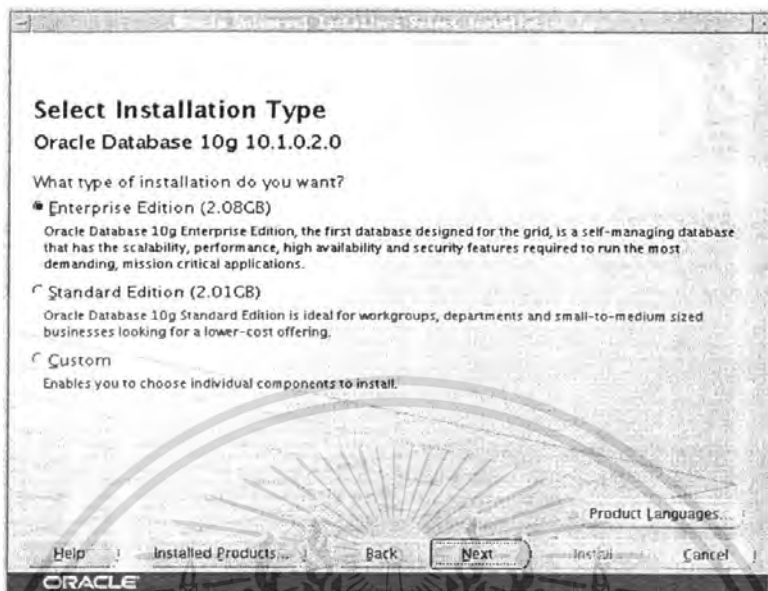 Oracle Universal Installer: Select Installation
Select Installation Type
Oracle Database 10g 10.1.0.2.0
What type of installation do you want?
Enterprise Edition (2.08GB)
Oracle Database 10g Enterprise Edition, the first database designed for the grid, is a self-managing database
that has the scalability, performance, high availability and security features required to run the most
demanding, mission critical applications.
Standard Edition (2.01GB)
Oracle Database 10g Standard Edition is ideal for workgroups, departments and small-to-medium sized
businesses looking for a lower-cost offering.
Custom
Enables you to choose individual components to install.
Product Languages...
Help Installed Products... Back Next Install Cancel
ORACLE